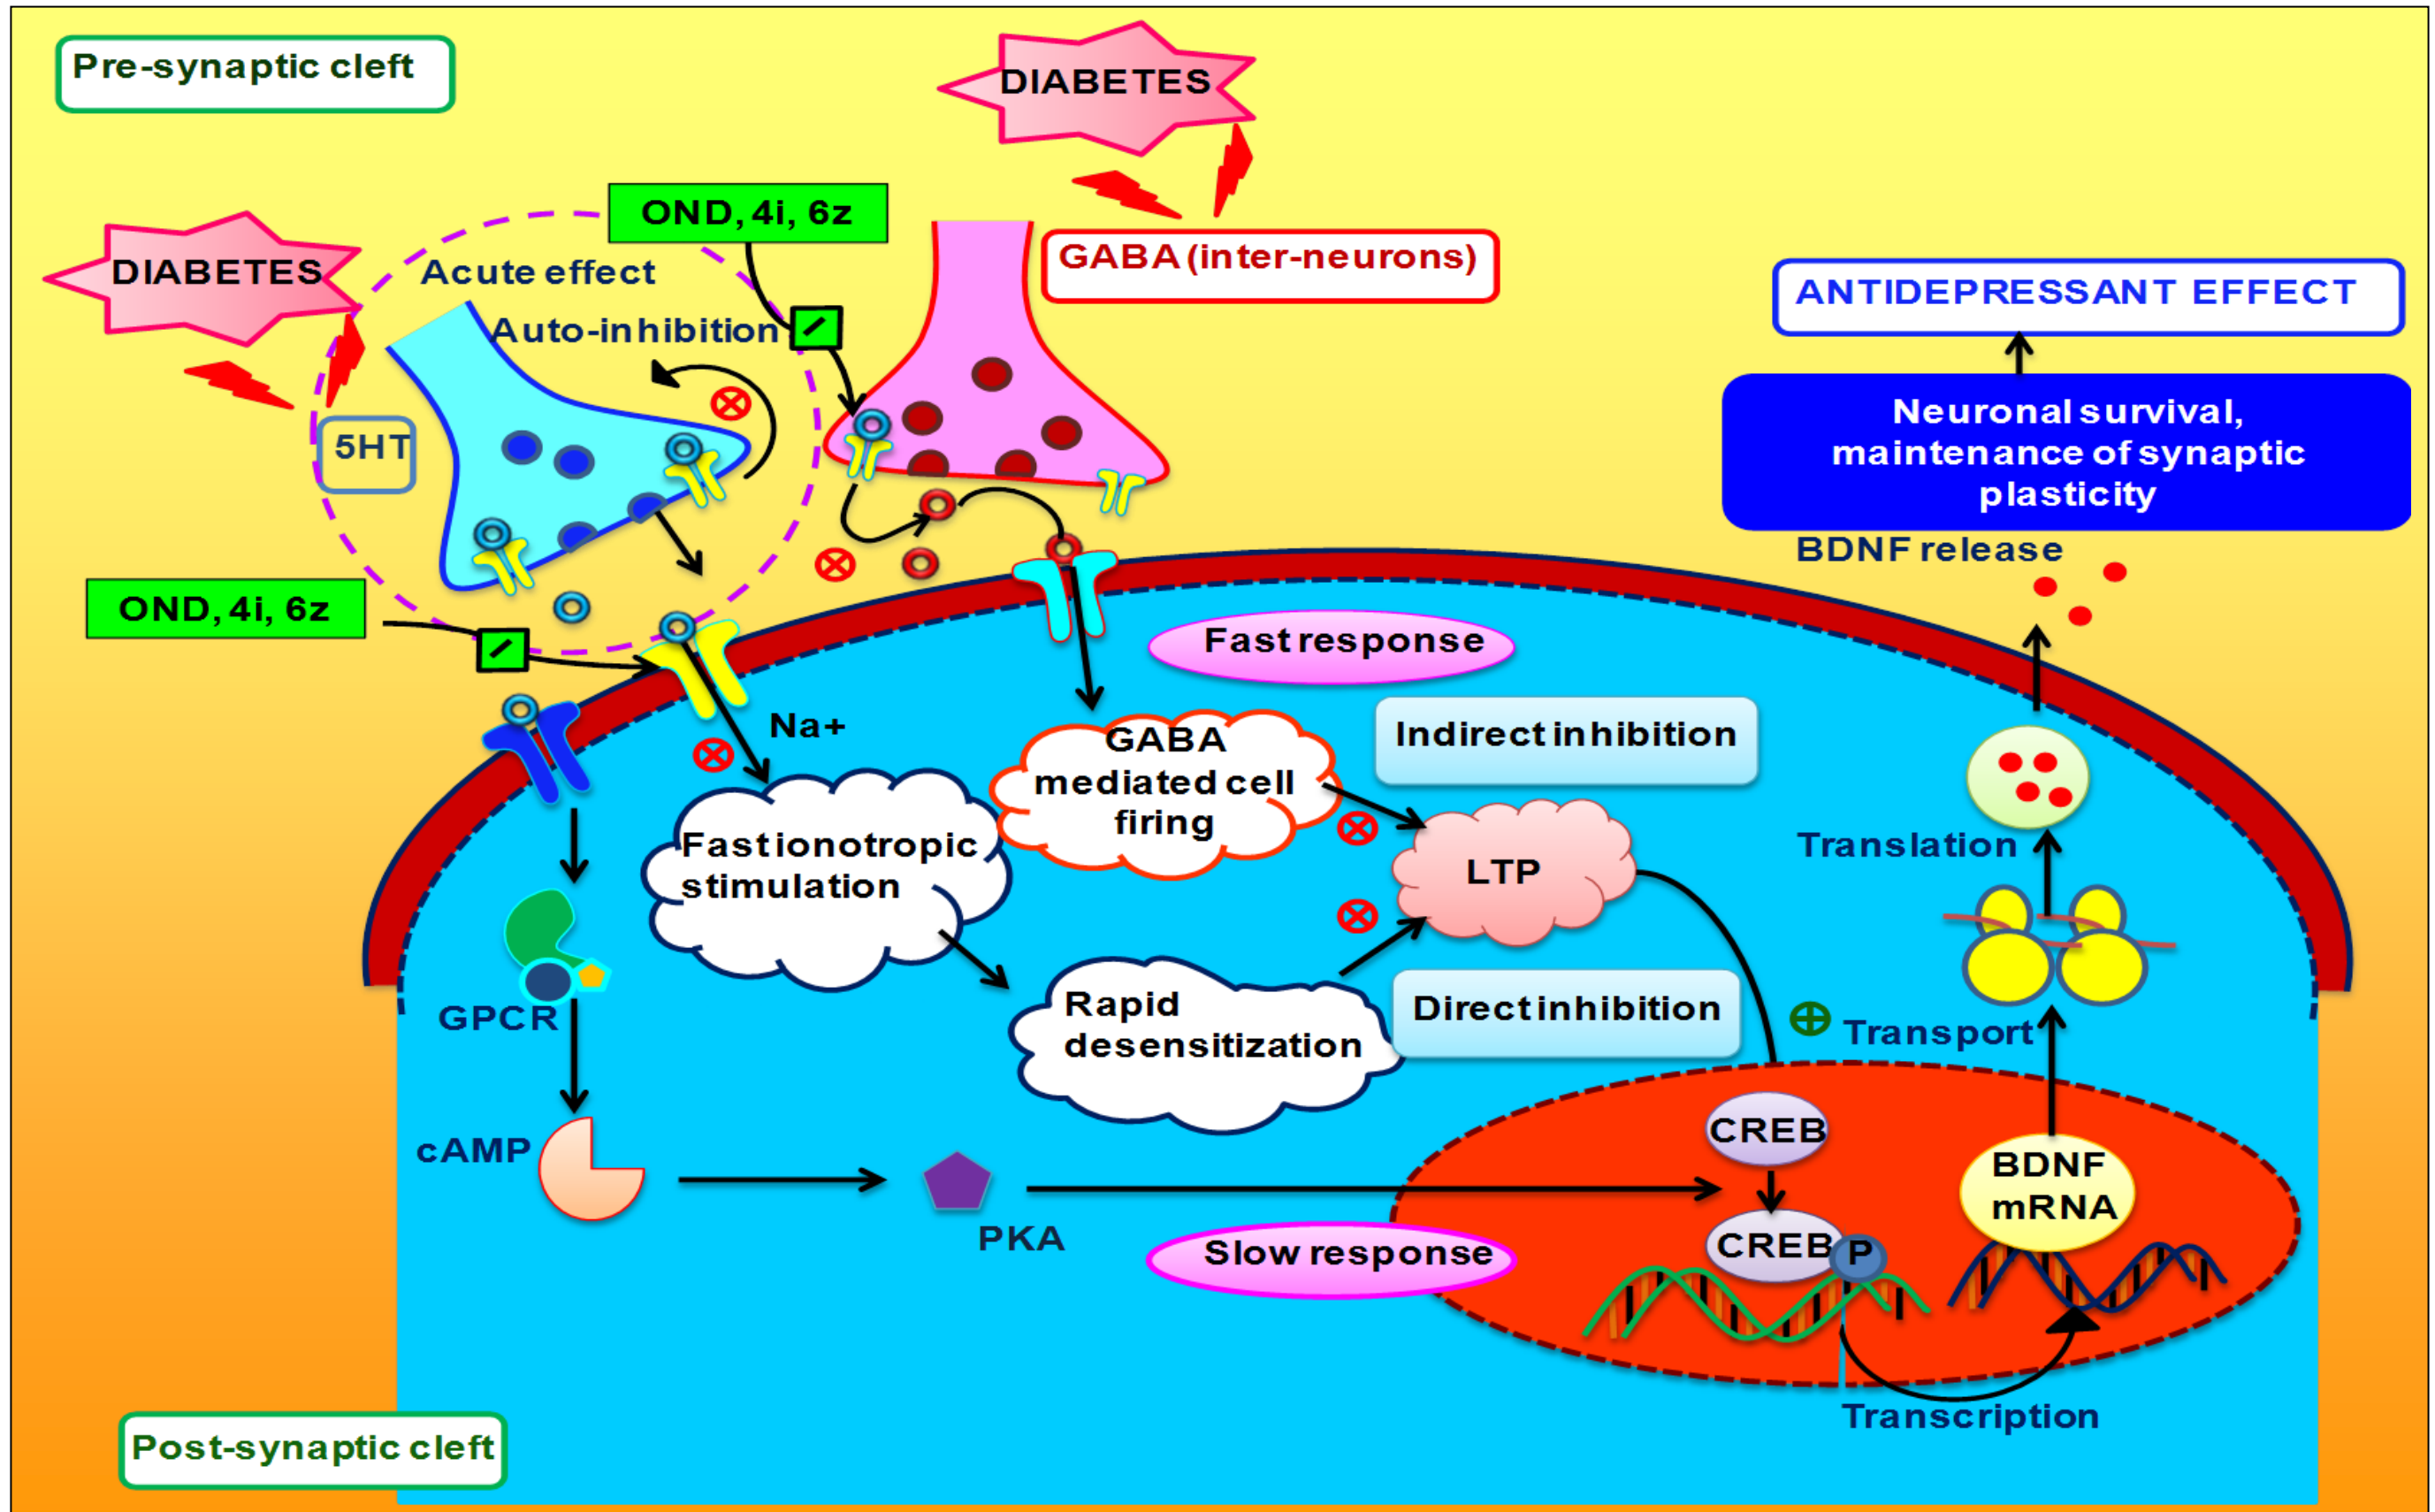 Pre-synaptic cleft
DIABETES
OND, 4i, 6z
GABA (inter-neurons)
DIABETES
Acute effect
Auto-inhibition
5HT
ANTIDEPRESSANT EFFECT
Neuronal survival,
maintenance of synaptic
plasticity
BDNF release
OND, 4i, 6z
Fast response
Na+
GABA
mediated cell
firing
Indirect inhibition
Fast ionotropic
stimulation
LTP
Translation
Rapid
desensitization
Direct inhibition
GPCR
Transport
cAMP
PKA
Slow response
CREB
CREB
P
BDNF
mRNA
Transcription
Post-synaptic cleft